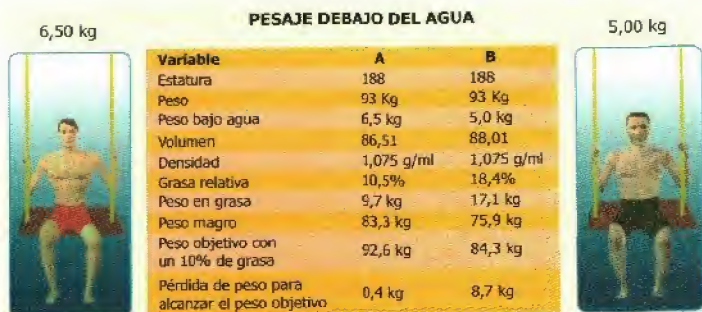 PESAJE DEBAJO DEL AGUA
6,50 kg
5,00 kg
Variable A B
Estatura 188 188
Peso 93 Kg 93 Kg
Peso bajo agua 6,5 kg 5,0 kg
Volumen 86,51 88,01
Densidad 1,075 g/ml 1,075 g/ml
Grasa relativa 10,5% 18,4%
Peso en grasa 9,7 kg 17,1 kg
Peso magro 83,3 kg 75,9 kg
Peso objetivo con
un 10% de grasa 92,6 kg 84,3 kg
Pérdida de peso para
alcanzar el peso objetivo 0,4 kg 8,7 kg